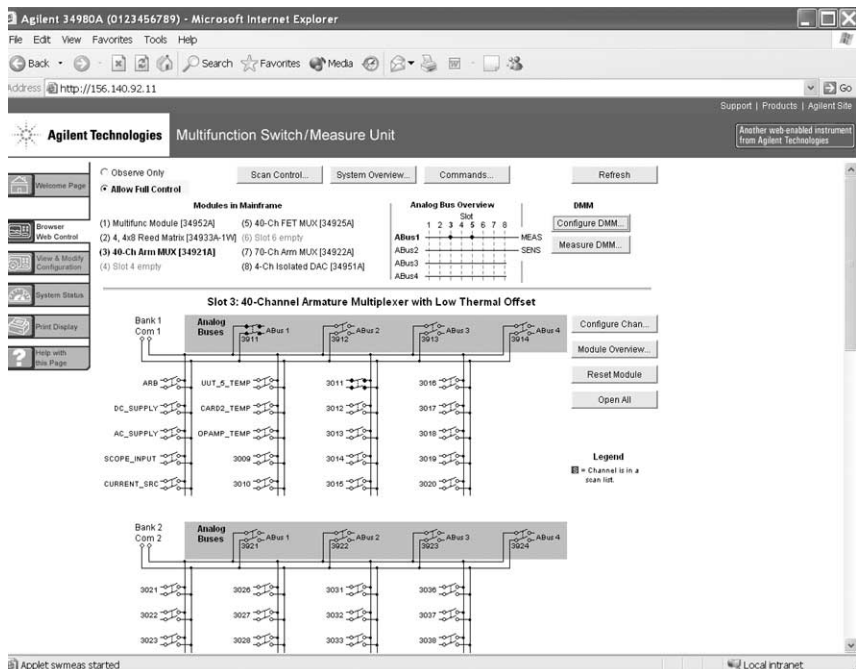 Agilent 34980A (0123456789) - Microsoft Internet Explorer
File Edit View Favorites Tools Help
Back Search Favorites Media
Address http://156.140.92.11 Go
Support | Products | Agilent Site
Agilent Technologies Multifunction Switch/Measure Unit
Another web-enabled instrument
from Agilent Technologies
Welcome Page
Browser
Web Control
View & Modify
Configuration
System Status
Print Display
Help with
this Page
Observe Only
Allow Full Control
Scan Control... System Overview... Commands... Refresh
Modules in Mainframe
(1) Multifunc Module [34952A] (5) 40-Ch FET MUX [34925A]
(2) 4, 4x8 Reed Matrix [34933A-1W] (6) Slot 6 empty
(3) 40-Ch Arm MUX [34921A] (7) 70-Ch Arm MUX [34922A]
(4) Slot 4 empty (8) 4-Ch Isolated DAC [34951A]
Analog Bus Overview
Slot
1 2 3 4 5 6 7 8
ABus1 MEAS
ABus2 SENS
ABus3
ABus4
DMM
Configure DMM...
Measure DMM...
Slot 3: 40-Channel Armature Multiplexer with Low Thermal Offset
Bank 1
Com 1
Analog
Buses
ABus 1 ABus 2 ABus 3 ABus 4
3911 3912 3913 3914
ARB UUT_5_TEMP 3011 3016
DC_SUPPLY CARD2_TEMP 3012 3017
AC_SUPPLY OPAMP_TEMP 3013 3018
SCOPE_INPUT 3009 3014 3019
CURRENT_SRC 3010 3015 3020
Configure Chan...
Module Overview...
Reset Module
Open All
Legend
= Channel is in a
scan list.
Bank 2
Com 2
Analog
Buses
ABus 1 ABus 2 ABus 3 ABus 4
3921 3922 3923 3924
3021 3026 3031 3036
3022 3027 3032 3037
3023 3028 3033 3038
Applet swmeas started Local intranet